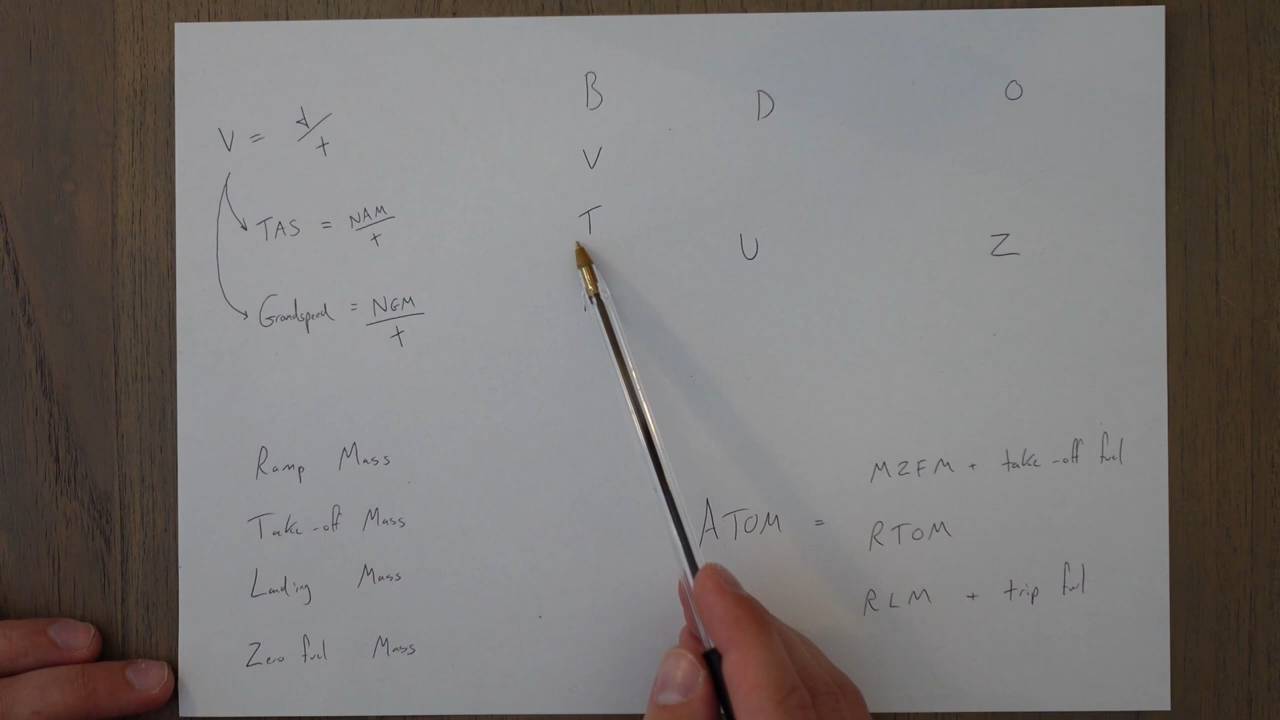 V = d/t
TAS = NAM/t
Groundspeed = NGM/t
B
V
T
D
U
O
Z
Ramp Mass
Take-off Mass
Landing Mass
Zero fuel Mass
ATOM =
MZFM + take-off fuel
RTOM
RLM + trip fuel